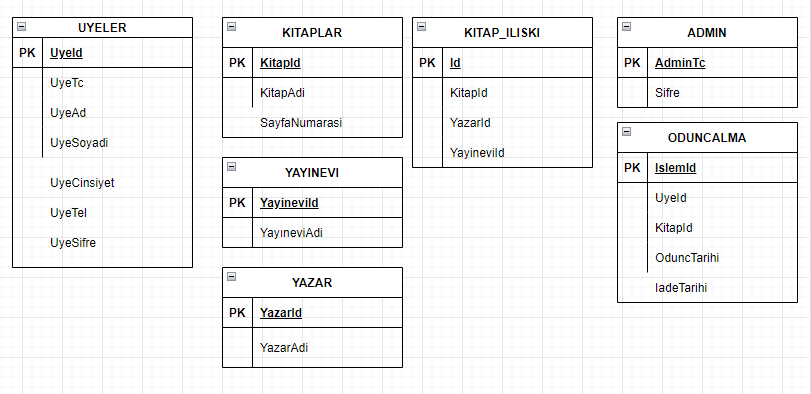 UYELER
PK UyeId
UyeTc
UyeAd
UyeSoyadi
UyeCinsiyet
UyeTel
UyeSifre
KITAPLAR
PK KitapId
KitapAdi
SayfaNumarasi
YAYINEVI
PK YayineviId
YayıneviAdi
YAZAR
PK YazarId
YazarAdi
KITAP_ILISKI
PK Id
KitapId
YazarId
YayineviId
ADMIN
PK AdminTc
Sifre
ODUNCALMA
PK IslemId
UyeId
KitapId
OduncTarihi
IadeTarihi